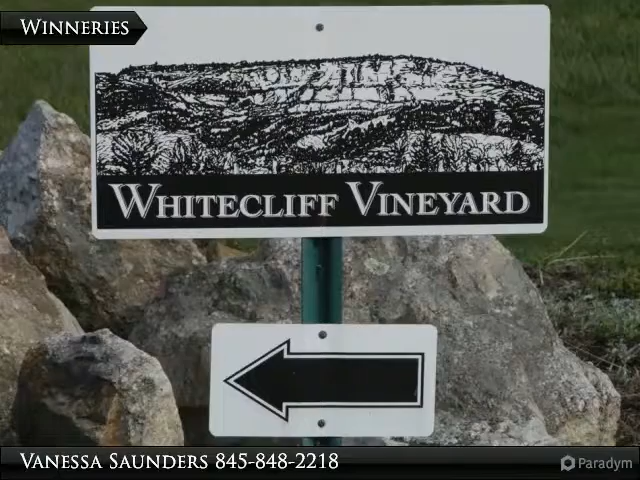 WINNERIES
WHITECLIFF VINEYARD
VANESSA SAUNDERS 845-848-2218
Paradym